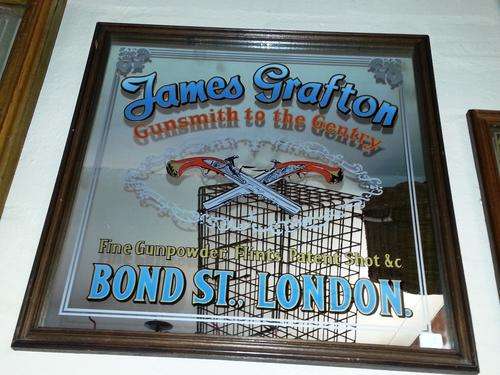 James Grafton
Gunsmith to the Gentry
Fine Gunpowder Flints Patent Shot &c
BOND ST., LONDON.